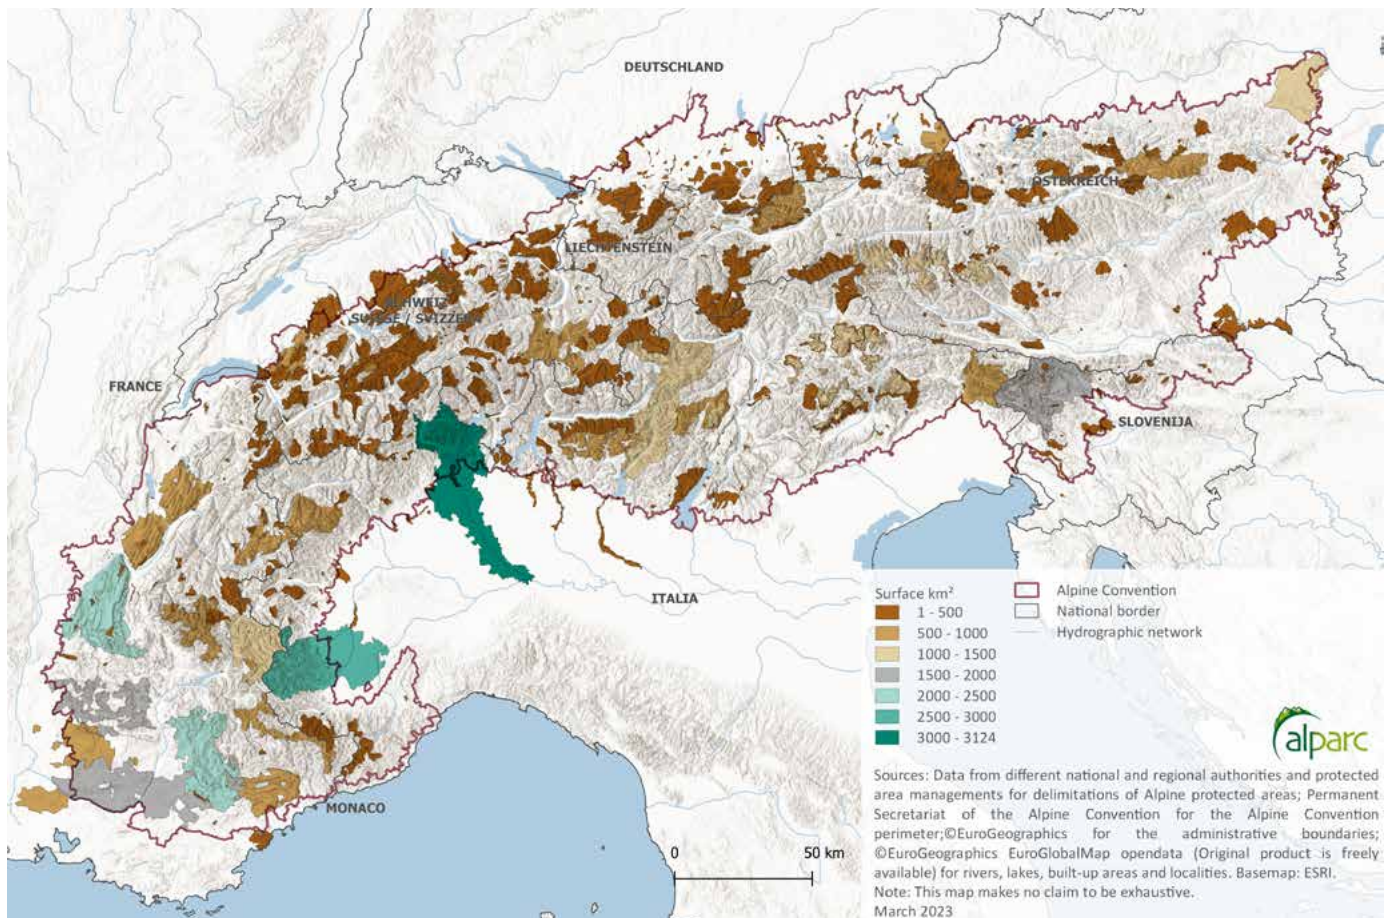 DEUTSCHLAND
ÖSTERREICH
LIECHTENSTEIN
SCHWEIZ
SUISSE / SVIZZERA
FRANCE
SLOVENIJA
ITALIA
MONACO
Surface km²
1 - 500
500 - 1000
1000 - 1500
1500 - 2000
2000 - 2500
2500 - 3000
3000 - 3124
Alpine Convention
National border
Hydrographic network
alparc
0 50 km
Sources: Data from different national and regional authorities and protected
area managements for delimitations of Alpine protected areas; Permanent
Secretariat of the Alpine Convention for the Alpine Convention
perimeter;©EuroGeographics for the administrative boundaries;
©EuroGeographics EuroGlobalMap opendata (Original product is freely
available) for rivers, lakes, built-up areas and localities. Basemap: ESRI.
Note: This map makes no claim to be exhaustive.
March 2023